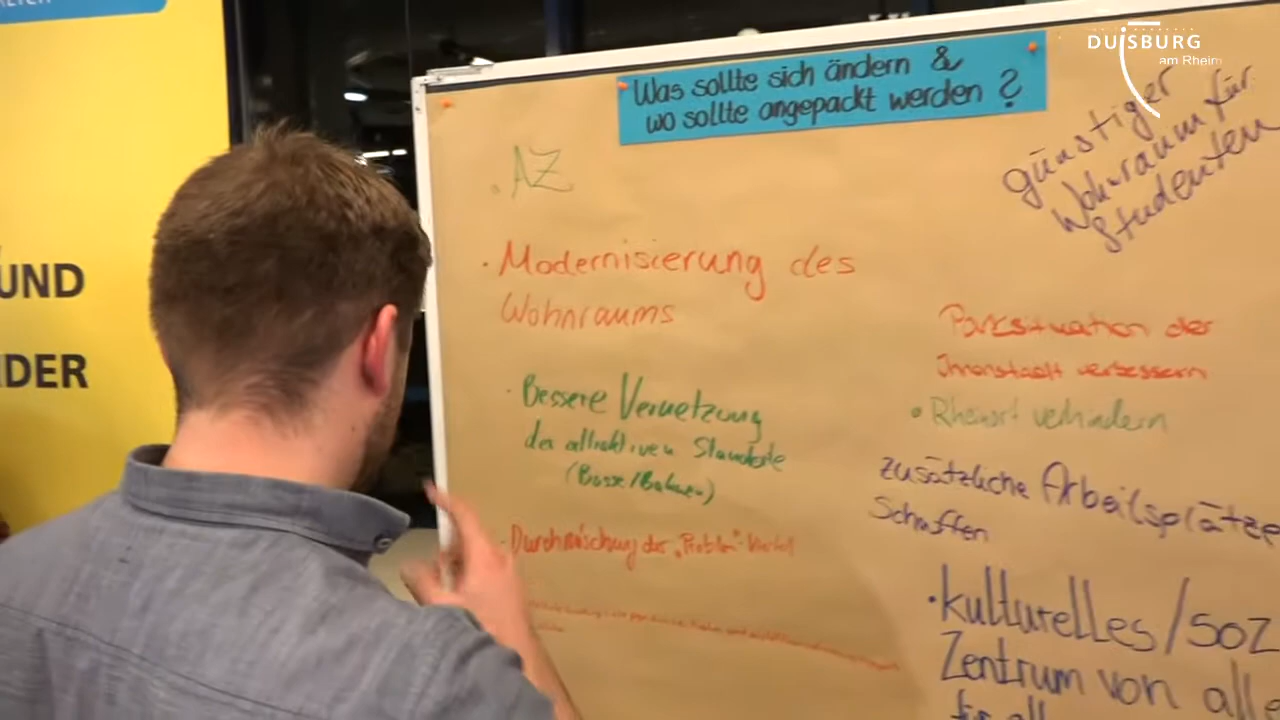 UND
DER
DUISBURG
am Rhein
Was sollte sich ändern &
wo sollte angepackt werden ?
• AZ
• Modernisierung des
Wohnraums
• Bessere Vernetzung
der attraktiven Standorte
(Busse/Bahnen)
- Durchmischung der „Problem"-Viertel
günstiger
Wohnraum für
Studenten
Parksituation der
Innenstadt verbessern
• Rheinort verhindern
zusätzliche Arbeitsplätze
Schaffen
• kulturelles/soz
Zentrum von alle
für all